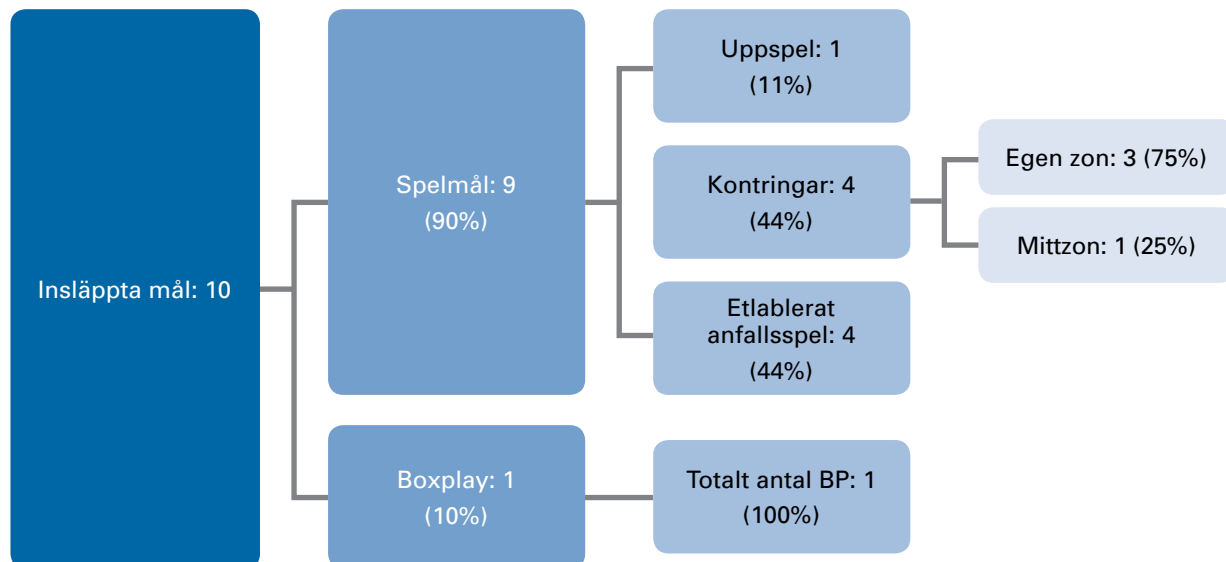 Insläppta mål: 10
Spelmål: 9
(90%)
Boxplay: 1
(10%)
Uppspel: 1
(11%)
Kontringar: 4
(44%)
Etlablerat
anfallsspel: 4
(44%)
Totalt antal BP: 1
(100%)
Egen zon: 3 (75%)
Mittzon: 1 (25%)